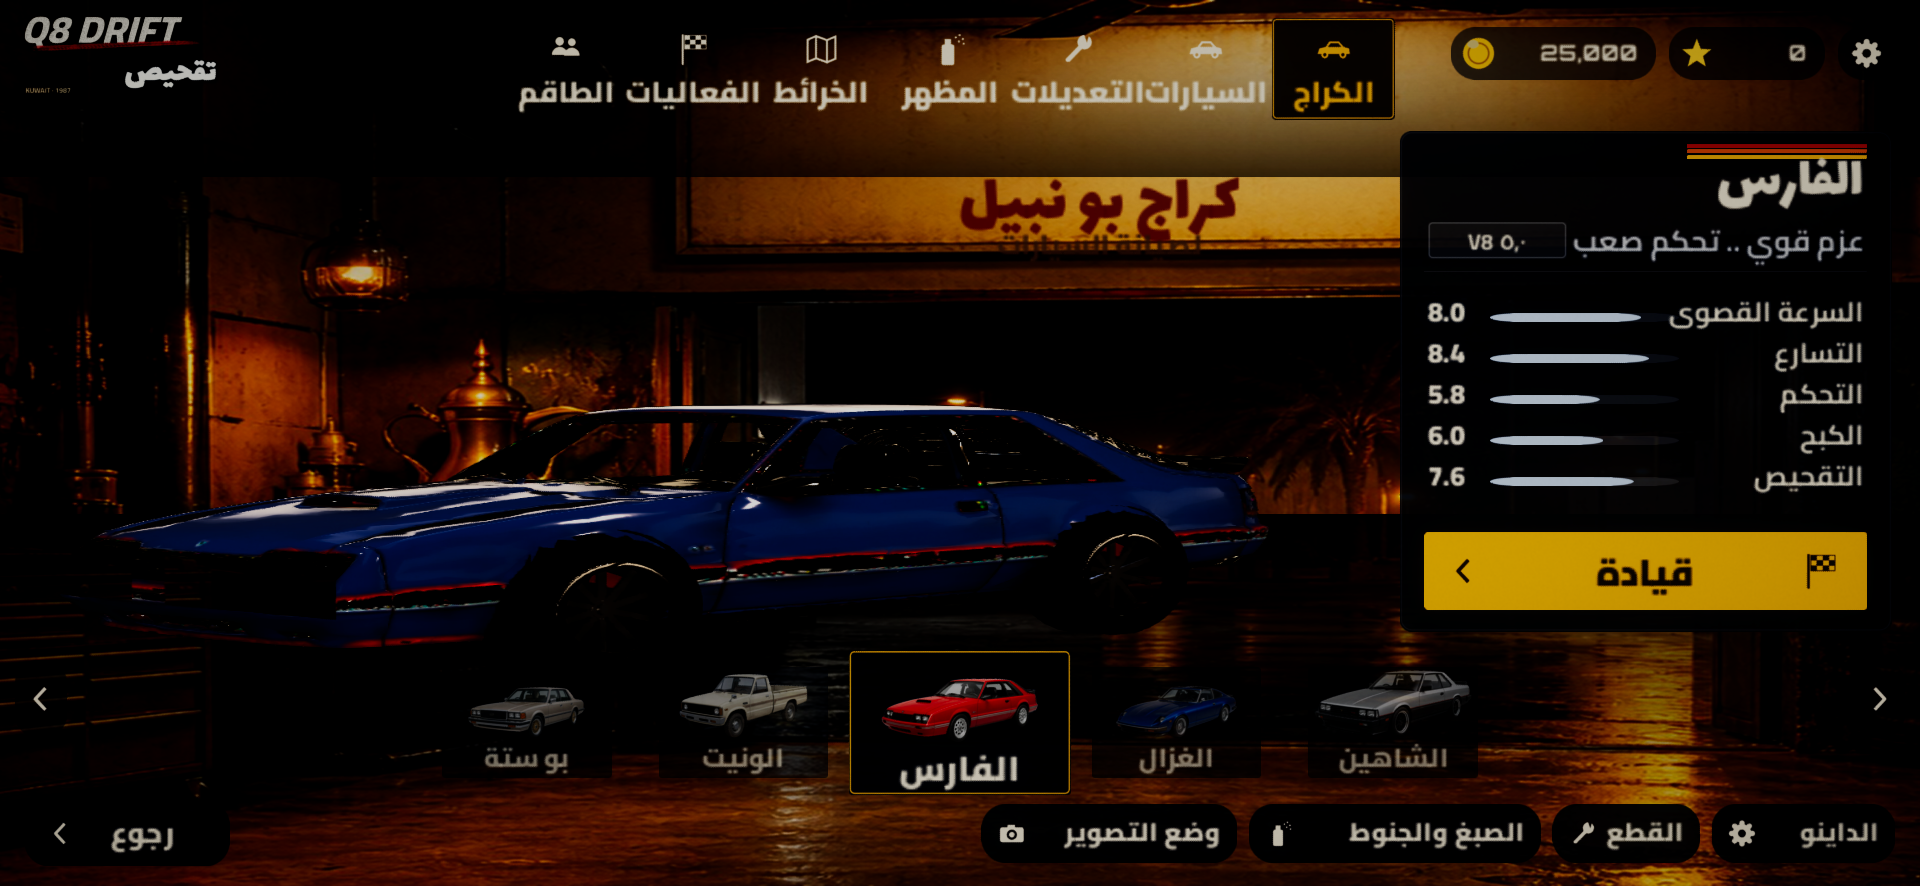 Q8 DRIFT
تقحيص
KUWAIT · 1987
الكراج
السيارات
التعديلات
المظهر
الخرائط
الفعاليات
الطاقم
25,000
0
كراج بو نبيل
الفارس
عزم قوي .. تحكم صعب
V8 ٥,٠
السرعة القصوى 8.0
التسارع 8.4
التحكم 5.8
الكبح 6.0
التقحيص 7.6
قيادة
بو ستة
الونيت
الفارس
الغزال
الشاهين
رجوع
وضع التصوير
الصبغ والجنوط
القطع
الداينو